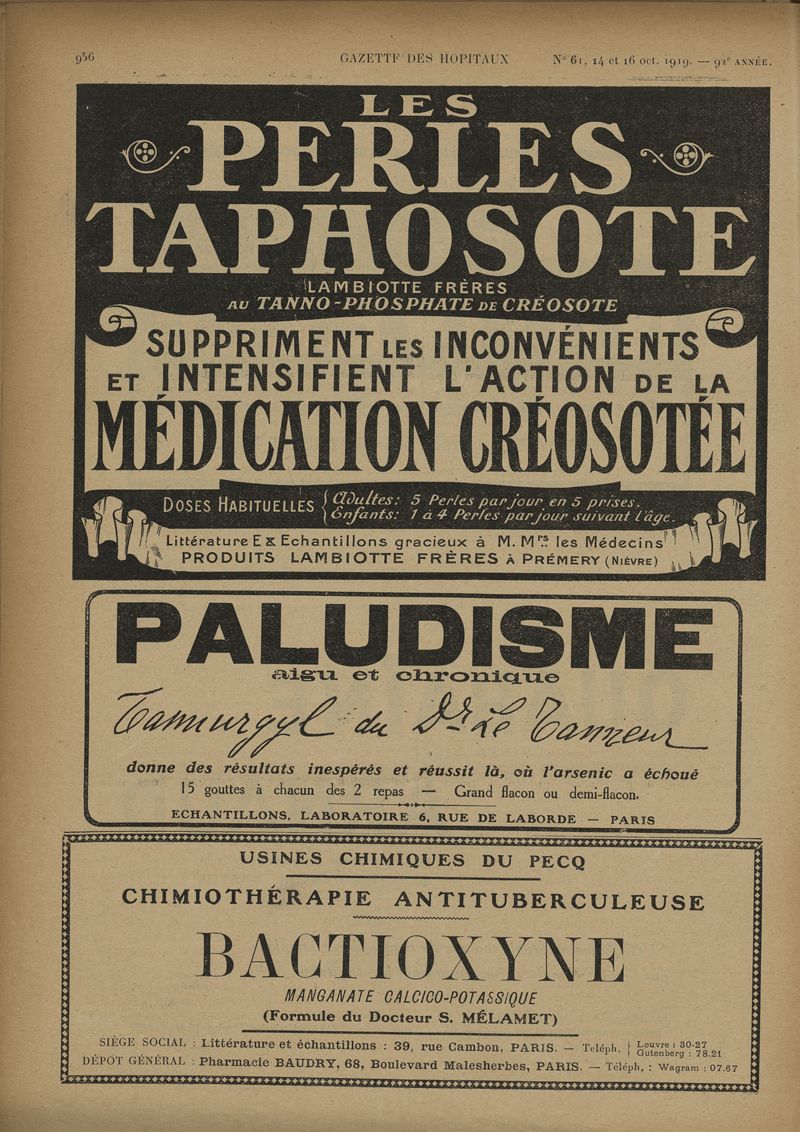 956
GAZETTE DES HOPITAUX
N° 61, 14 et 16 oct. 1919. — 92e ANNÉE.
LES
PERLES
TAPHOSOTE
LAMBIOTTE FRÈRES
AU TANNO-PHOSPHATE DE CRÉOSOTE
SUPPRIMENT LES INCONVÉNIENTS
ET INTENSIFIENT L'ACTION DE LA
MÉDICATION CRÉOSOTÉE
DOSES HABITUELLES { Adultes: 5 Perles par jour en 5 prises.
Enfants: 1 à 4 Perles par jour suivant l'âge.
Littérature Ex Echantillons gracieux à M. Mrs les Médecins
PRODUITS LAMBIOTTE FRÈRES À PRÉMERY (NIÈVRE)
PALUDISME
aigu et chronique
Tanurgyl du Dr Le Tanneur
donne des résultats inespérés et réussit là, où l'arsenic a échoué
15 gouttes à chacun des 2 repas — Grand flacon ou demi-flacon.
ECHANTILLONS, LABORATOIRE 6, RUE DE LABORDE — PARIS
USINES CHIMIQUES DU PECQ
CHIMIOTHÉRAPIE ANTITUBERCULEUSE
BACTIOXYNE
MANGANATE CALCICO-POTASSIQUE
(Formule du Docteur S. MÉLAMET)
SIÈGE SOCIAL : Littérature et échantillons : 39, rue Cambon, PARIS. — Teléph. { Louvre : 30-27
Gutenberg : 78.21
DÉPOT GÉNÉRAL : Pharmacie BAUDRY, 68, Boulevard Malesherbes, PARIS. — Téléph. : Wagram : 07.67